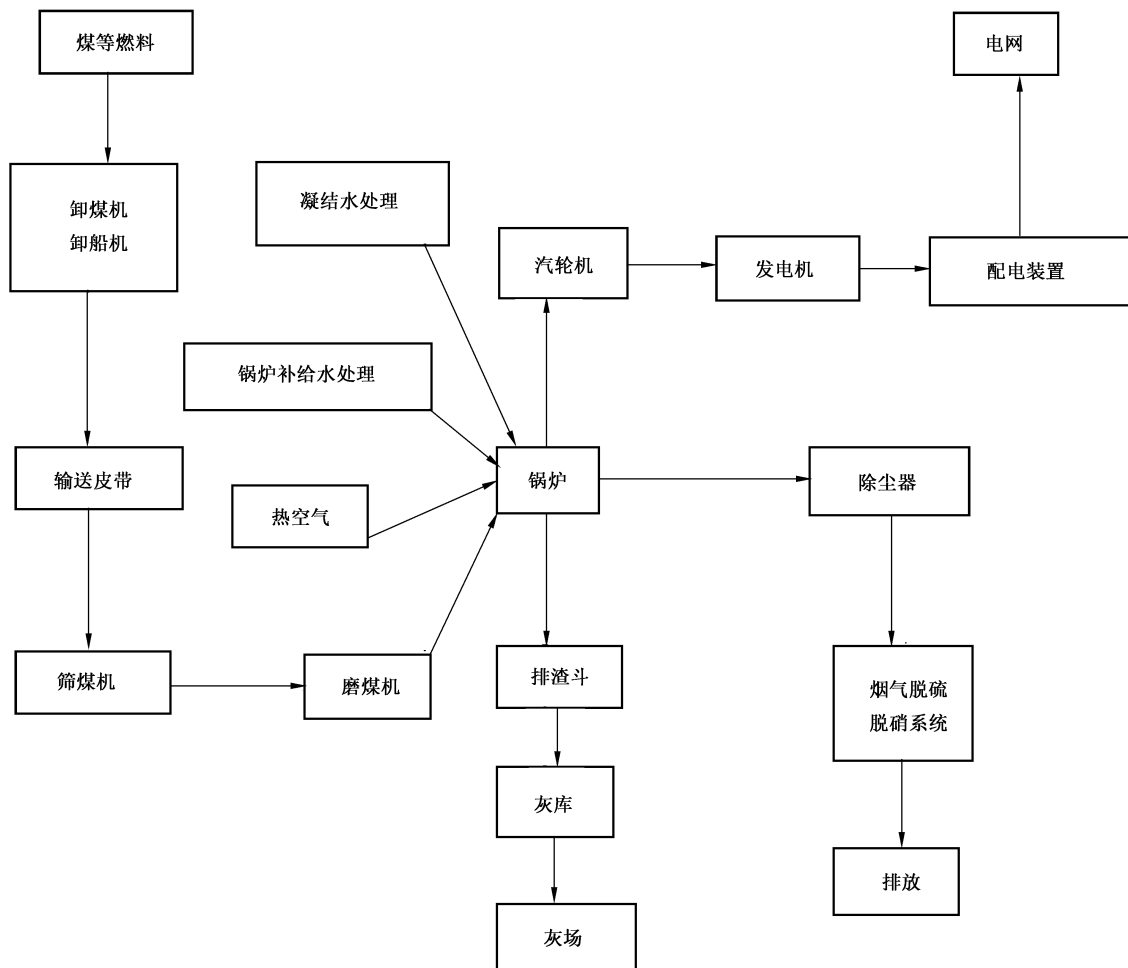 煤等燃料
电网
卸煤机
卸船机
凝结水处理
汽轮机
发电机
配电装置
锅炉补给水处理
输送皮带
锅炉
除尘器
热空气
筛煤机
磨煤机
排渣斗
烟气脱硫
脱硝系统
灰库
排放
灰场